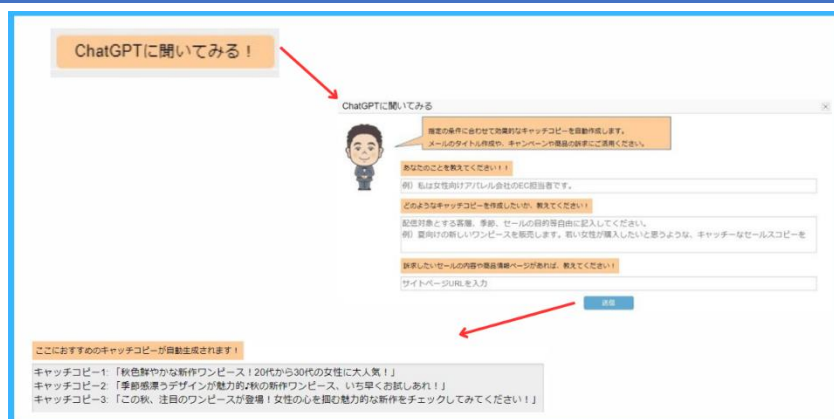 ChatGPTに聞いてみる！
ChatGPTに聞いてみる
指定の条件に合わせて効果的なキャッチコピーを自動作成します。
メールのタイトル作成や、キャンペーンや商品の訴求にご活用ください。
あなたのことを教えてください！！
例）私は女性向けアパレル会社のEC担当者です。
どのようなキャッチコピーを作成したいか、教えてください！
配信対象とする客層、季節、セールの目的等自由に記入してください。
例）夏向けの新しいワンピースを販売します。若い女性が購入したいと思うような、キャッチーなセールスコピーを
訴求したいセールの内容や商品情報ページがあれば、教えてください！
サイトページURLを入力
送信
ここにおすすめのキャッチコピーが自動生成されます！
キャッチコピー1: 「秋色鮮やかな新作ワンピース！20代から30代の女性に大人気！」
キャッチコピー2: 「季節感漂うデザインが魅力的♪秋の新作ワンピース、いち早くお試しあれ！」
キャッチコピー3: 「この秋、注目のワンピースが登場！女性の心を掴む魅力的な新作をチェックしてみてください！」